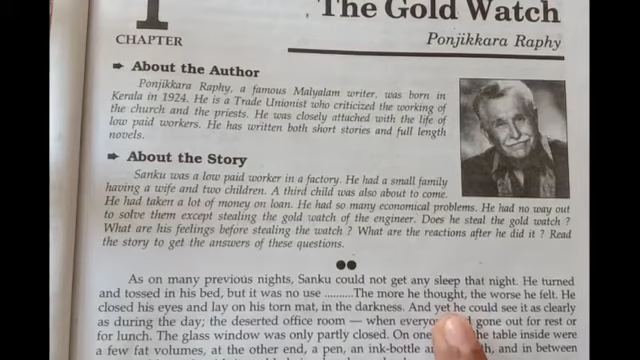 1
The Gold Watch
CHAPTER
Ponjikkara Raphy
➨ About the Author
Ponjikkara Raphy, a famous Malyalam writer, was born in
Kerala in 1924. He is a Trade Unionist who criticized the working of
the church and the priests. He was closely attached with the life of
low paid workers. He has written both short stories and full length
novels.
➨ About the Story
Sanku was a low paid worker in a factory. He had a small family
having a wife and two children. A third child was also about to come.
He had taken a lot of money on loan. He had so many economical problems. He had no way out
to solve them except stealing the gold watch of the engineer. Does he steal the gold watch ?
What are his feelings before stealing the watch ? What are the reactions after he did it ? Read
the story to get the answers of these questions.
As on many previous nights, Sanku could not get any sleep that night. He turned
and tossed in his bed, but it was no use ..........The more he thought, the worse he felt. He
closed his eyes and lay on his torn mat, in the darkness. And yet he could see it as clearly
as during the day; the deserted office room — when gone out for rest or
for lunch. The glass window was only partly closed. On the table inside were
a few fat volumes, at the other end, a pen, an ink-bottle and in between